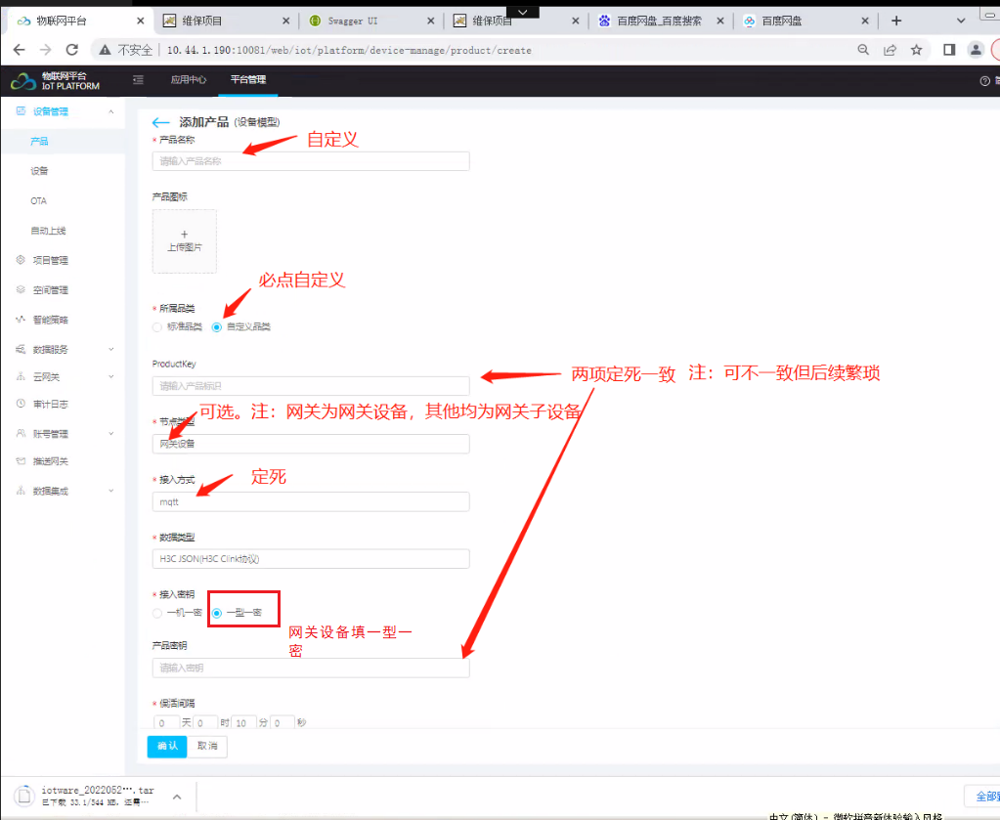 物联网平台
维保项目
Swagger UI
维保项目
百度网盘_百度搜索
百度网盘
不安全
10.44.1.190:10081/web/iot/platform/device-manage/product/create
物联网平台
IoT PLATFORM
应用中心
平台管理
设备管理
产品
设备
OTA
自动上线
项目管理
空间管理
智能策略
数据服务
云网关
审计日志
账号管理
推送网关
数据集成
添加产品 (设备模型)
* 产品名称
自定义
请输入产品名称
产品图标
+
上传图片
必点自定义
* 所属品类
标准品类 自定义品类
ProductKey
请输入产品标识
两项定死一致 注：可不一致但后续繁琐
可选。注：网关为网关设备，其他均为网关子设备
* 节点类型
网关设备
* 接入方式
定死
mqtt
* 数据类型
H3C JSON(H3C Clink协议)
* 接入密钥
一机一密 一型一密
网关设备填一型一
密
产品密钥
请输入密钥
* 保活间隔
0 天 0 时 10 分 0 秒
确认 取消
iotware_2022052….tar
已下载 33.1/344 MB，还需…
全部
中文(简体) - 微软拼音新体验输入风格